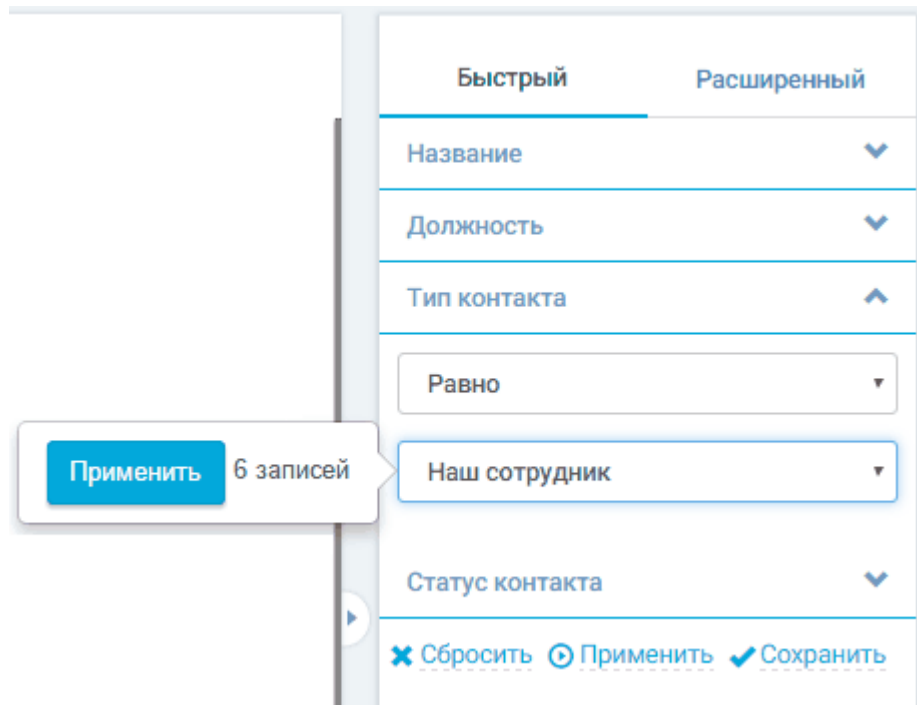 Быстрый Расширенный
Название
Должность
Тип контакта
Равно
Применить 6 записей
Наш сотрудник
Статус контакта
Сбросить Применить Сохранить